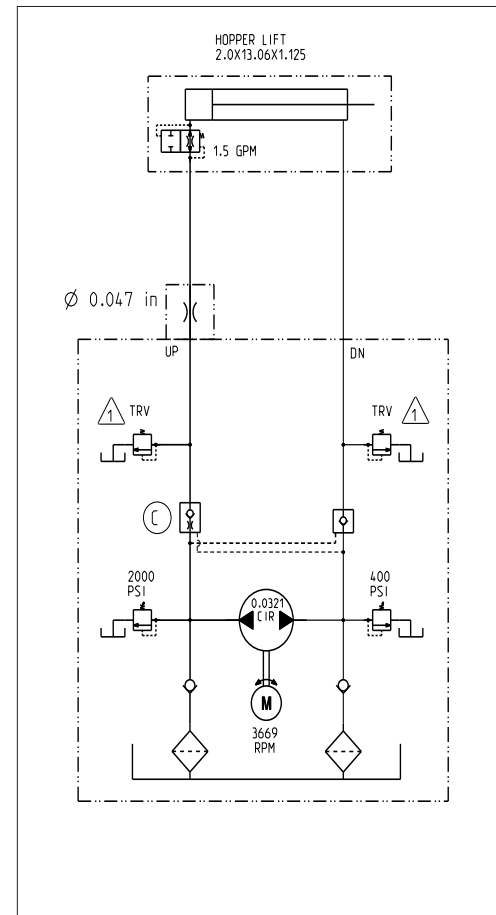 HOPPER LIFT
2.0X13.06X1.125
1.5 GPM
Ø 0.047 in
UP
DN
1 TRV
TRV 1
C
2000
PSI
0.0321
CIR
400
PSI
M
3669
RPM